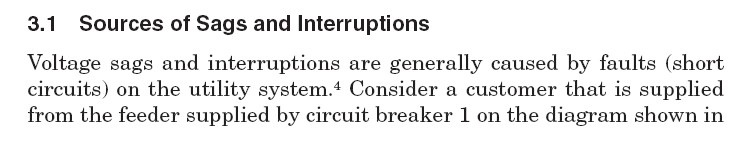 3.1 Sources of Sags and Interruptions
Voltage sags and interruptions are generally caused by faults (short
circuits) on the utility system.⁴ Consider a customer that is supplied
from the feeder supplied by circuit breaker 1 on the diagram shown in